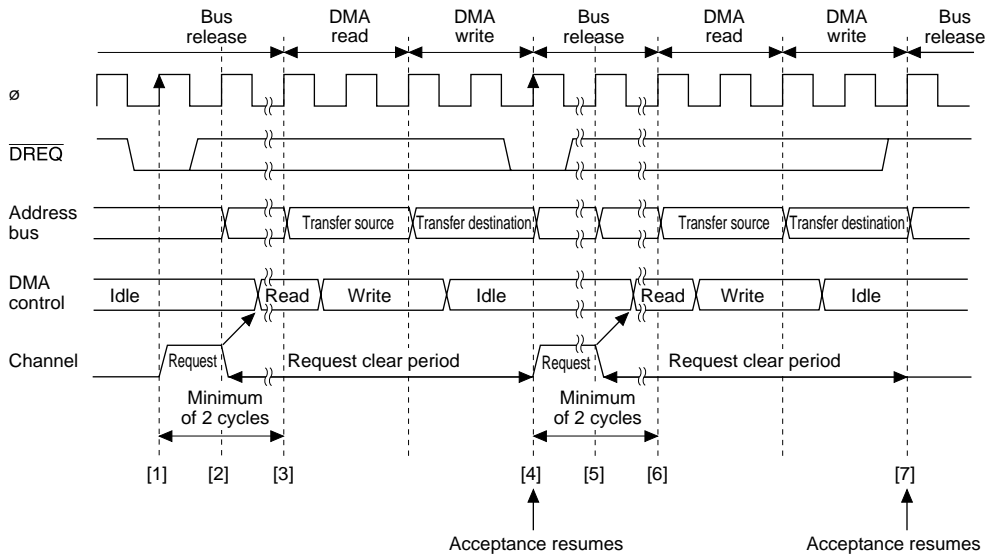 Bus release
DMA read
DMA write
Bus release
DMA read
DMA write
Bus release
ø
DREQ
Address bus
Transfer source
Transfer destination
Transfer source
Transfer destination
DMA control
Idle
Read
Write
Idle
Read
Write
Idle
Channel
Request
Request clear period
Request
Request clear period
Minimum of 2 cycles
Minimum of 2 cycles
[1]
[2]
[3]
[4]
[5]
[6]
[7]
Acceptance resumes
Acceptance resumes